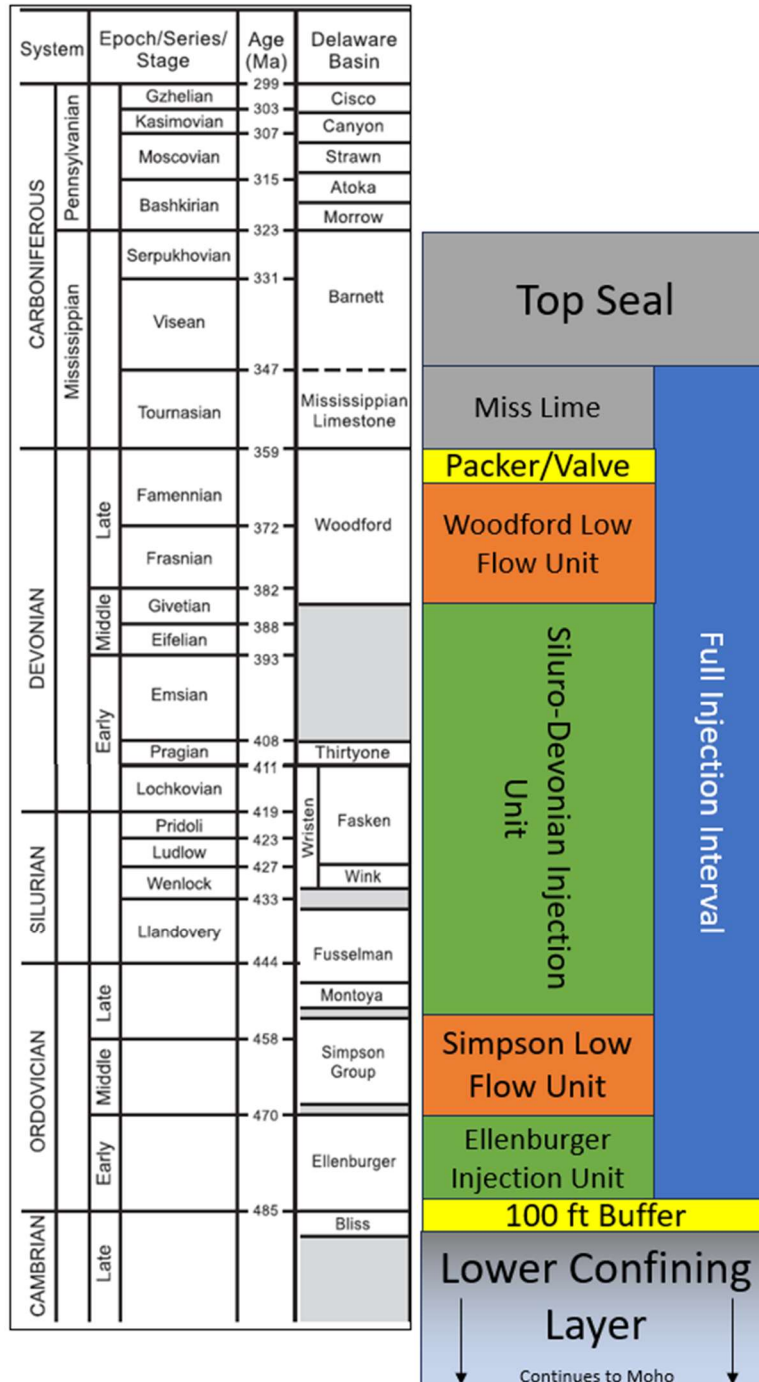 System
Epoch/Series/
Stage
Age
(Ma)
Delaware
Basin
CARBONIFEROUS
Pennsylvanian
Mississippian
DEVONIAN
Late
Middle
Early
SILURIAN
ORDOVICIAN
Late
Middle
Early
CAMBRIAN
Late
Gzhelian
Kasimovian
Moscovian
Bashkirian
Serpukhovian
Visean
Tournasian
Famennian
Frasnian
Givetian
Eifelian
Emsian
Pragian
Lochkovian
Pridoli
Ludlow
Wenlock
Llandovery
299
303
307
315
323
331
347
359
372
382
388
393
408
411
419
423
427
433
444
458
470
485
Cisco
Canyon
Strawn
Atoka
Morrow
Barnett
Mississippian
Limestone
Woodford
Thirtyone
Wristen
Fasken
Wink
Fusselman
Montoya
Simpson
Group
Ellenburger
Bliss
Top Seal
Miss Lime
Packer/Valve
Woodford Low
Flow Unit
Siluro-Devonian Injection
Unit
Simpson Low
Flow Unit
Ellenburger
Injection Unit
Full Injection Interval
100 ft Buffer
Lower Confining
Layer
Continues to Moho